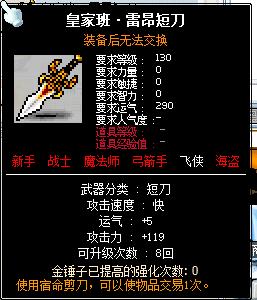 皇家班·雷昂短刀
装备后无法交换
要求等级： 130
要求力量： 0
要求敏捷： 0
要求智力： 0
要求运气： 290
要求人气度： -
道具等级： -
道具经验值： -
新手 战士 魔法师 弓箭手 飞侠 海盗
武器分类 ： 短刀
攻击速度 ： 快
运气 ： +5
攻击力 ： +119
可升级次数 ： 8回
金锤子已提高的强化次数: 0
使用宿命剪刀，可以使物品交易1次。